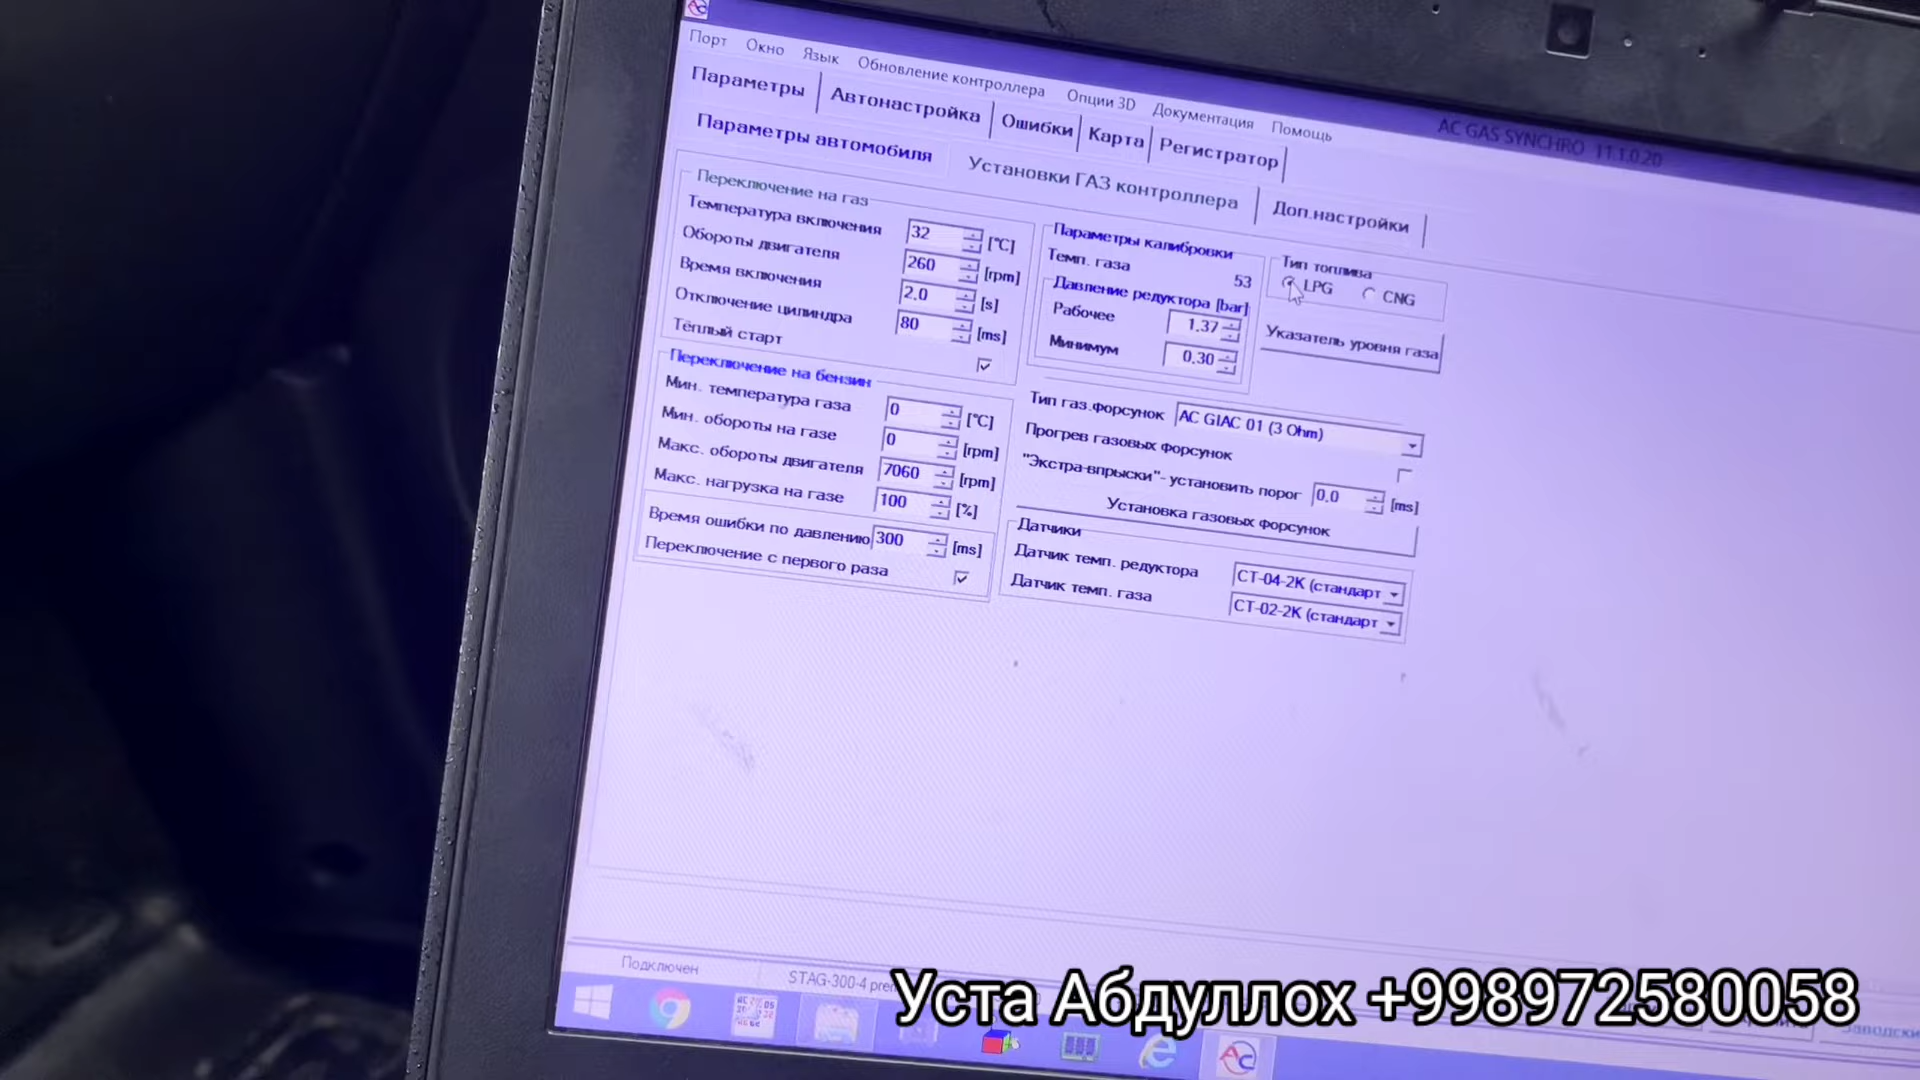 Порт Окно Язык Обновление контроллера Опции 3D Документация Помощь
AC GAS SYNCHRO 11.1.0.20
Параметры Автонастройка Ошибки Карта Регистратор
Параметры автомобиля Установки ГАЗ контроллера Доп.настройки
Переключение на газ
Температура включения 32 [°C]
Обороты двигателя 260 [rpm]
Время включения 2.0 [s]
Отключение цилиндра 80 [ms]
Тёплый старт
Переключение на бензин
Мин. температура газа 0 [°C]
Мин. обороты на газе 0 [rpm]
Макс. обороты двигателя 7060 [rpm]
Макс. нагрузка на газе 100 [%]
Время ошибки по давлению 300 [ms]
Переключение с первого раза
Параметры калибровки
Темп. газа 53
Давление редуктора [bar]
Рабочее 1.37
Минимум 0.30
Тип топлива
LPG CNG
Указатель уровня газа
Тип газ.форсунок AC GIAC 01 (3 Ohm)
Прогрев газовых форсунок
"Экстра-впрыски"- установить порог 0.0 [ms]
Установка газовых форсунок
Датчики
Датчик темп. редуктора CT-04-2K (стандарт
Датчик темп. газа CT-02-2K (стандарт
Подключен STAG-300-4
Уста Абдуллох +998972580058